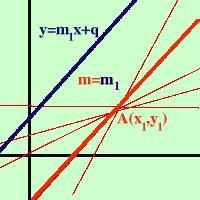 y=m₁x+q
m=m₁
A(x₁,y₁)